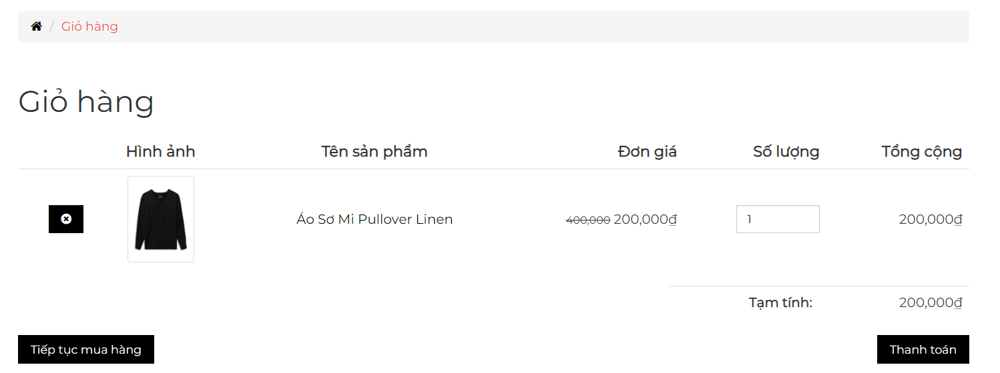 / Giỏ hàng
Giỏ hàng
Hình ảnh Tên sản phẩm Đơn giá Số lượng Tổng cộng
Áo Sơ Mi Pullover Linen 400,000 200,000₫ 1 200,000₫
Tạm tính: 200,000₫
Tiếp tục mua hàng Thanh toán